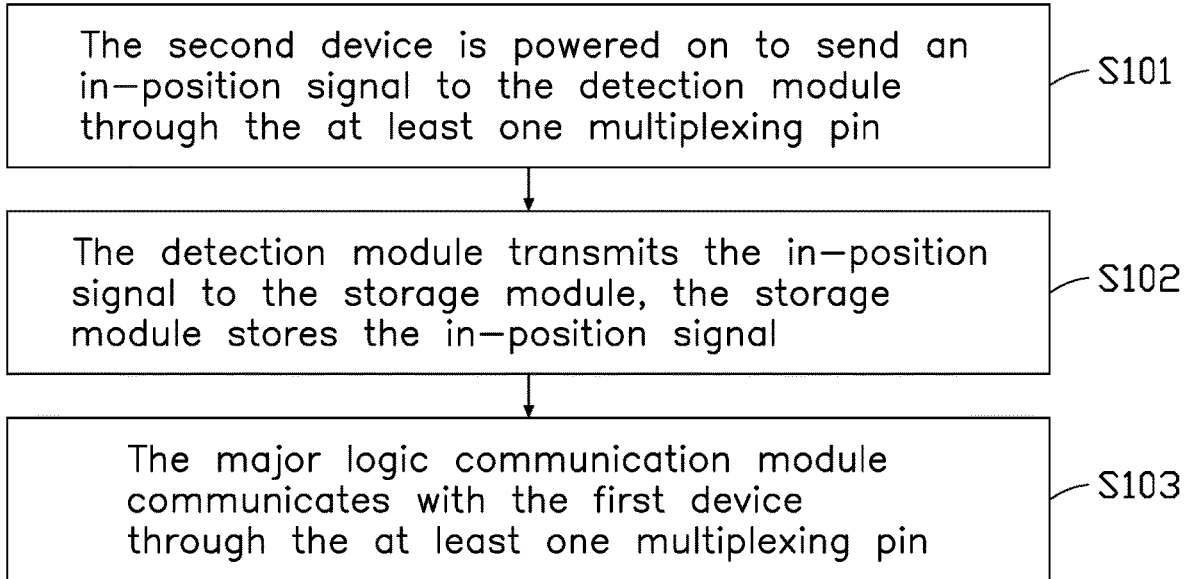 The second device is powered on to send an
in-position signal to the detection module
through the at least one multiplexing pin
S101
The detection module transmits the in-position
signal to the storage module, the storage
module stores the in-position signal
S102
The major logic communication module
communicates with the first device
through the at least one multiplexing pin
S103